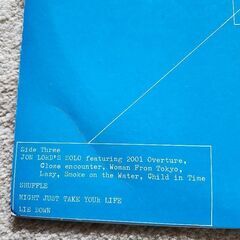 Side Three
JON LORD'S SOLO featuring 2001 Overture,
Close encounter, Woman From Tokyo,
Lazy, Smoke on the Water, Child in Time
SHUFFLE
MIGHT JUST TAKE YOUR LIFE
LIE DOWN